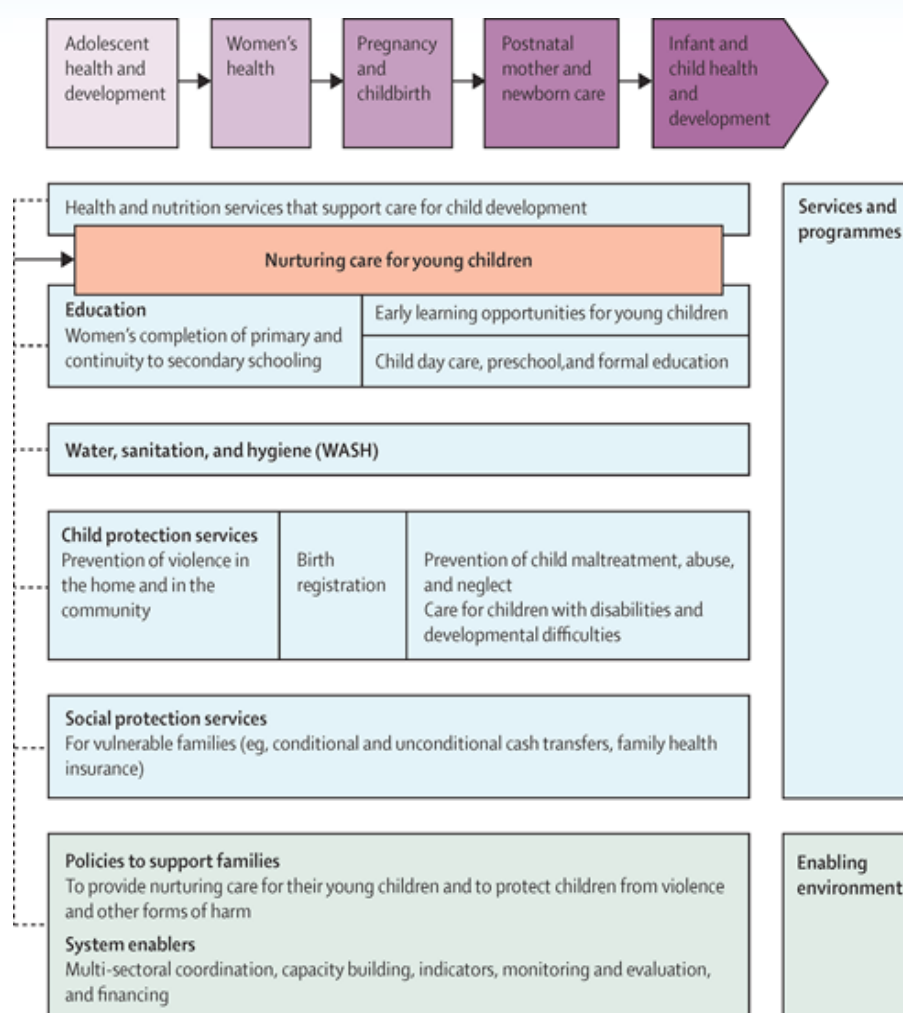 Adolescent
health and
development
Women's
health
Pregnancy
and
childbirth
Postnatal
mother and
newborn care
Infant and
child health
and
development
Health and nutrition services that support care for child development
Services and
programmes
Nurturing care for young children
Education
Women's completion of primary and
continuity to secondary schooling
Early learning opportunities for young children
Child day care, preschool,and formal education
Water, sanitation, and hygiene (WASH)
Child protection services
Prevention of violence in
the home and in the
community
Birth
registration
Prevention of child maltreatment, abuse,
and neglect
Care for children with disabilities and
developmental difficulties
Social protection services
For vulnerable families (eg, conditional and unconditional cash transfers, family health
insurance)
Policies to support families
To provide nurturing care for their young children and to protect children from violence
and other forms of harm
System enablers
Multi-sectoral coordination, capacity building, indicators, monitoring and evaluation,
and financing
Enabling
environment